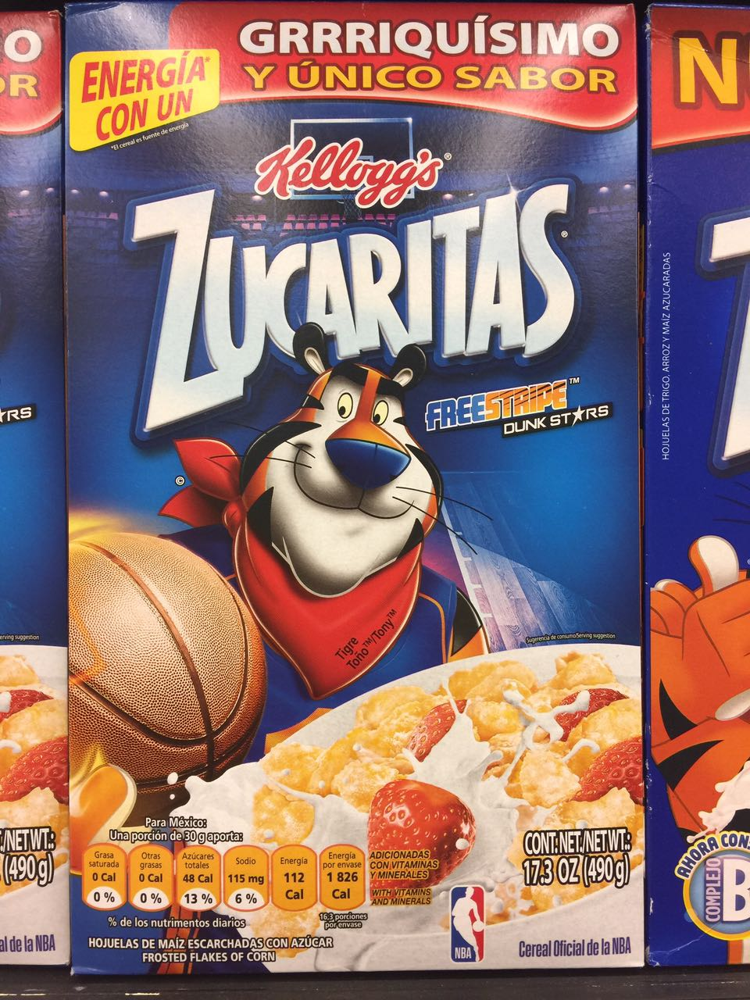 GRRRIQUÍSIMO
Y ÚNICO SABOR
ENERGÍA*
CON UN
*El cereal es fuente de energía
Kellogg's®
ZUCARITAS®
FREESTRIPE™
DUNK STARS
©
Tigre
Toño™/Tony™
Sugerencia de consumo/Serving suggestion
Para México:
Una porción de 30 g aporta:
Grasa saturada 0 Cal 0 %
Otras grasas 0 Cal 0 %
Azúcares totales 48 Cal 13 %
Sodio 115 mg 6 %
Energía 112 Cal
Energía por envase 1 826 Cal
16,3 porciones
por envase
% de los nutrimentos diarios
ADICIONADAS
CON VITAMINAS
Y MINERALES
WITH VITAMINS
AND MINERALS
CONT. NET./NET WT.:
17.3 OZ (490 g)
HOJUELAS DE MAÍZ ESCARCHADAS CON AZÚCAR
FROSTED FLAKES OF CORN
NBA
Cereal Oficial de la NBA
O
OR
STARS
erving suggestion
T./NET WT.:
(490 g)
al de la NBA
N
HOJUELAS DE TRIGO, ARROZ Y MAÍZ AZUCARADAS
AHORA CON
COMPLEJO
B